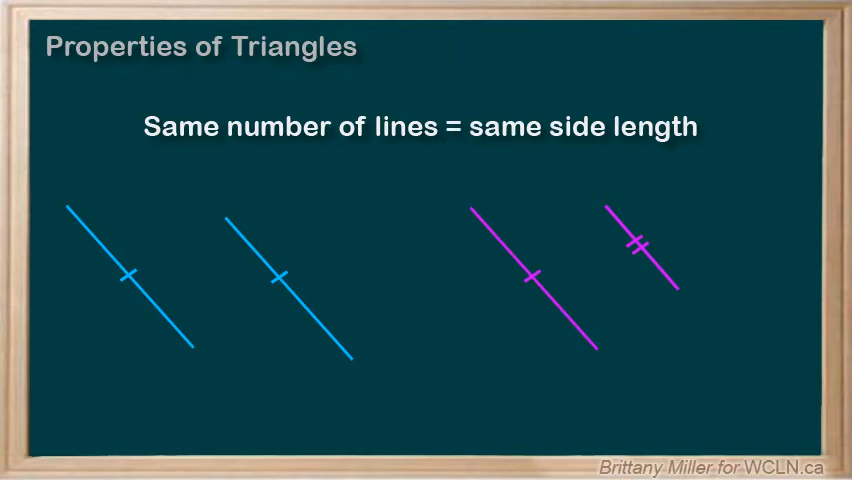 Properties of Triangles
Same number of lines = same side length
Brittany Miller for WCLN.ca